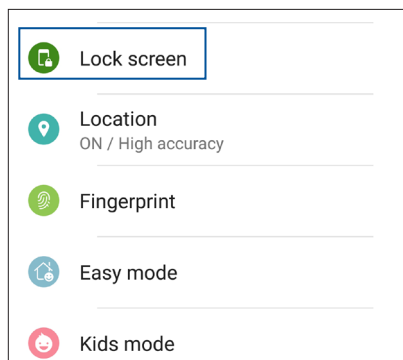 Lock screen
Location
ON / High accuracy
Fingerprint
Easy mode
Kids mode